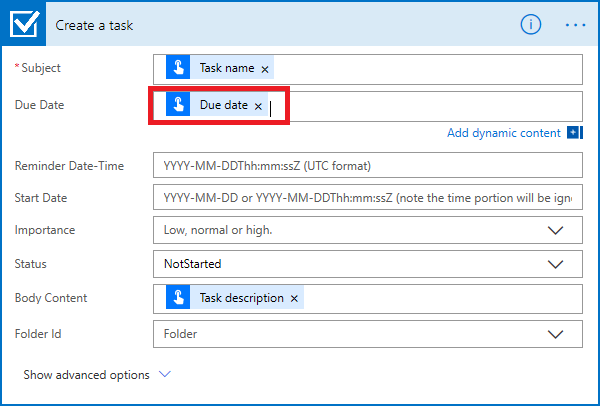 Create a task
*Subject Task name ×
Due Date Due date ×
Add dynamic content
Reminder Date-Time YYYY-MM-DDThh:mm:ssZ (UTC format)
Start Date YYYY-MM-DD or YYYY-MM-DDThh:mm:ssZ (note the time portion will be ign
Importance Low, normal or high.
Status NotStarted
Body Content Task description ×
Folder Id Folder
Show advanced options